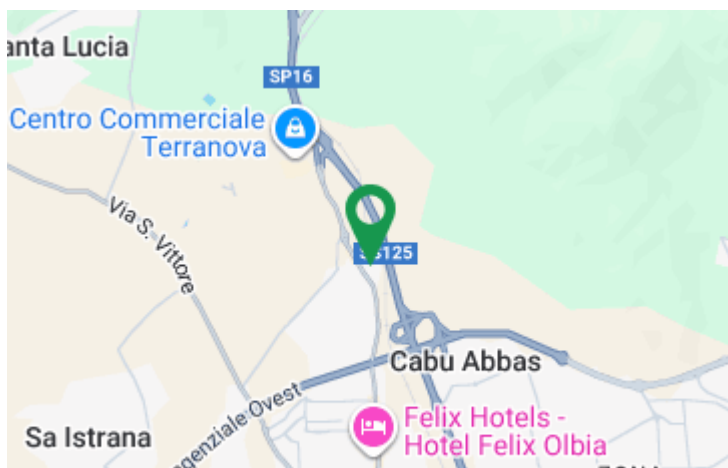 anta Lucia
SP16
Centro Commerciale
Terranova
Via S. Vittore
125
Cabu Abbas
genziale Ovest
Felix Hotels -
Hotel Felix Olbia
Sa Istrana